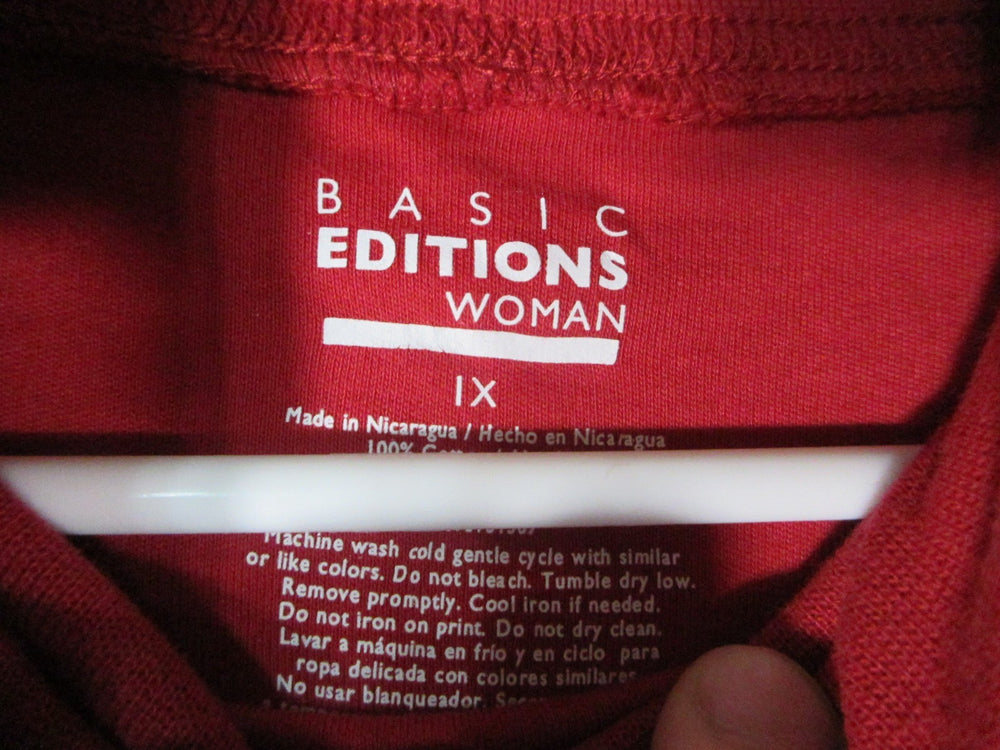 BASIC
EDITIONS
WOMAN
1X
Made in Nicaragua / Hecho en Nicaragua
100%
Machine wash cold gentle cycle with similar
or like colors. Do not bleach. Tumble dry low.
Remove promptly. Cool iron if needed.
Do not iron on print. Do not dry clean.
Lavar a máquina en frío y en ciclo para
ropa delicada con colores similares.
No usar blanqueador.